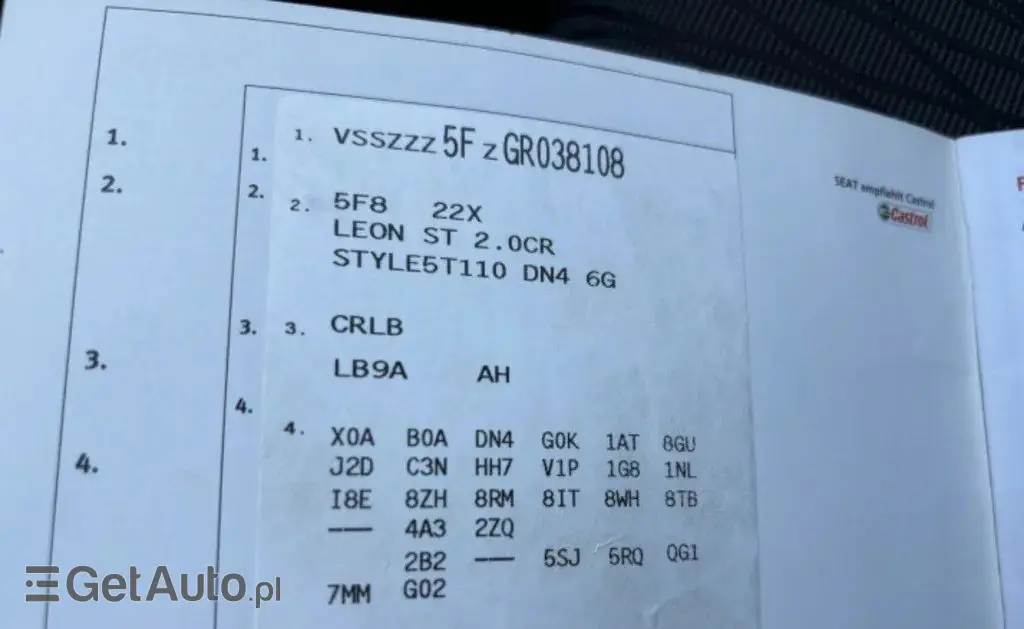 1.
2.
3.
4.
1.
2.
3.
4.
1. VSSZZZ 5F Z GR038108
2. 5F8 22X
LEON ST 2.0CR
STYLE5T110 DN4 6G
3. CRLB
LB9A AH
4. X0A B0A DN4 G0K 1AT 8GU
J2D C3N HH7 V1P 1G8 1NL
I8E 8ZH 8RM 8IT 8WH 8TB
—— 4A3 2ZQ
2B2 —— 5SJ 5RQ QG1
7MM G02
SEAT empfiehlt Castrol
Castrol
GetAuto.pl